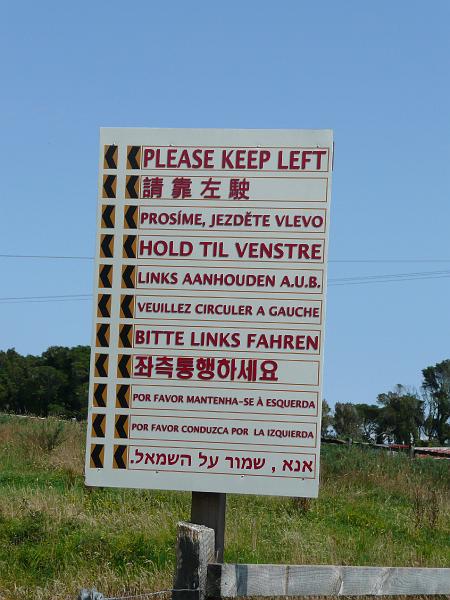 PLEASE KEEP LEFT
請靠左駛
PROSÍME, JEZDĚTE VLEVO
HOLD TIL VENSTRE
LINKS AANHOUDEN A.U.B.
VEUILLEZ CIRCULER A GAUCHE
BITTE LINKS FAHREN
좌측통행하세요
POR FAVOR MANTENHA-SE À ESQUERDA
POR FAVOR CONDUZCA POR LA IZQUIERDA
אנא , שמור על השמאל.